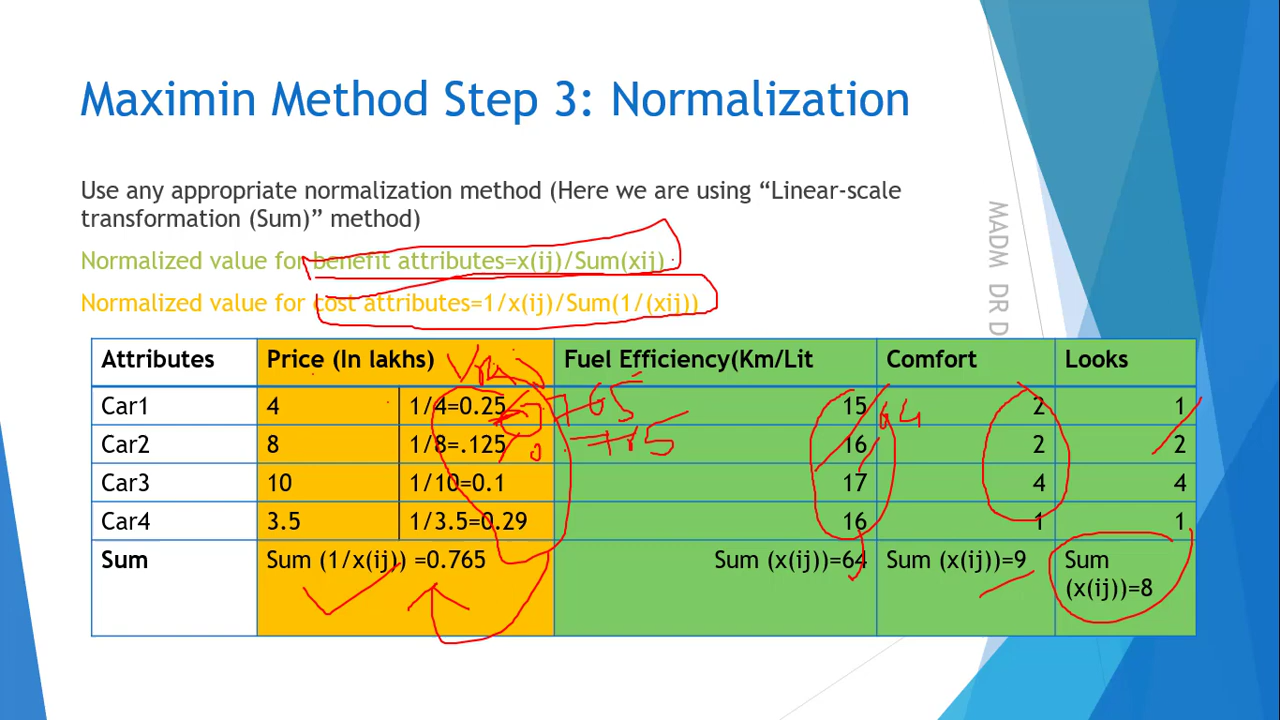 Maximin Method Step 3: Normalization
Use any appropriate normalization method (Here we are using “Linear-scale
transformation (Sum)” method)
Normalized value for benefit attributes=x(ij)/Sum(xij)
Normalized value for cost attributes=1/x(ij)/Sum(1/(xij))
MADM DR D
Attributes Price (In lakhs) Fuel Efficiency(Km/Lit Comfort Looks
Car1 4 1/4=0.25 15 2 1
Car2 8 1/8=.125 16 2 2
Car3 10 1/10=0.1 17 4 4
Car4 3.5 1/3.5=0.29 16 1 1
Sum Sum (1/x(ij)) =0.765 Sum (x(ij))=64 Sum (x(ij))=9 Sum
(x(ij))=8
64